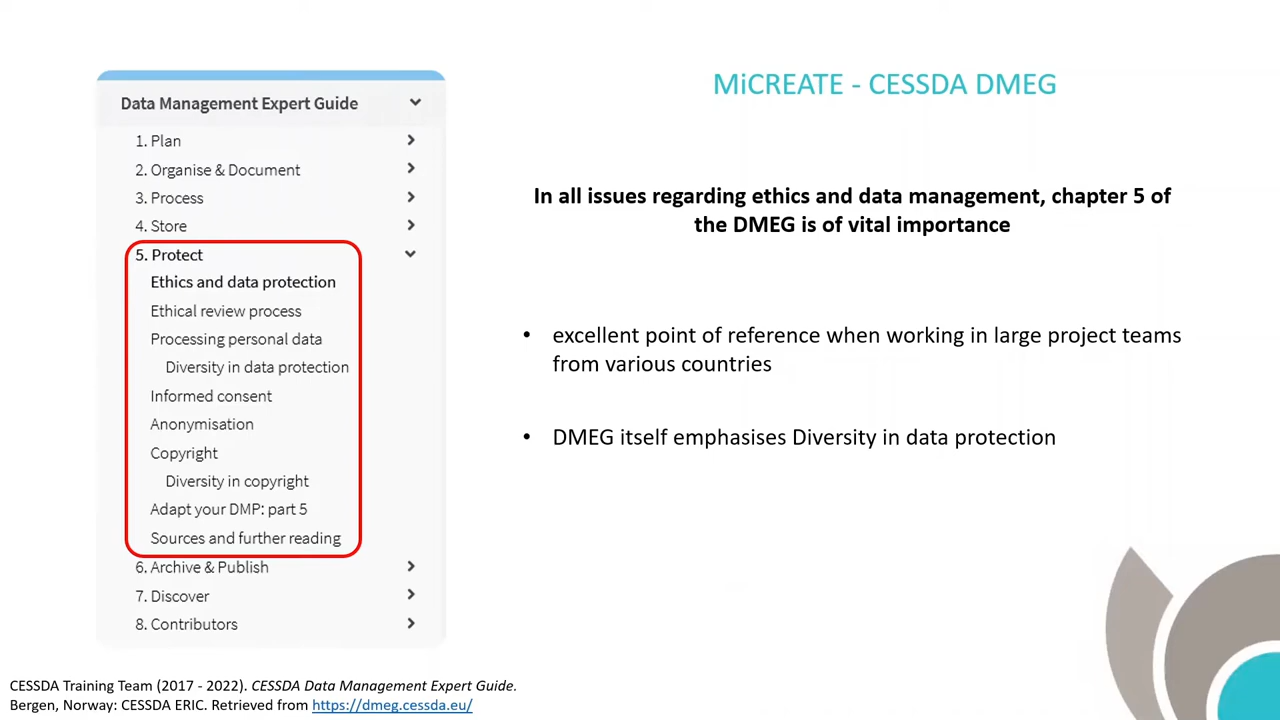 Data Management Expert Guide
1. Plan
2. Organise & Document
3. Process
4. Store
5. Protect
Ethics and data protection
Ethical review process
Processing personal data
Diversity in data protection
Informed consent
Anonymisation
Copyright
Diversity in copyright
Adapt your DMP: part 5
Sources and further reading
6. Archive & Publish
7. Discover
8. Contributors
MiCREATE - CESSDA DMEG
In all issues regarding ethics and data management, chapter 5 of
the DMEG is of vital importance
• excellent point of reference when working in large project teams
from various countries
• DMEG itself emphasises Diversity in data protection
CESSDA Training Team (2017 - 2022). CESSDA Data Management Expert Guide.
Bergen, Norway: CESSDA ERIC. Retrieved from https://dmeg.cessda.eu/